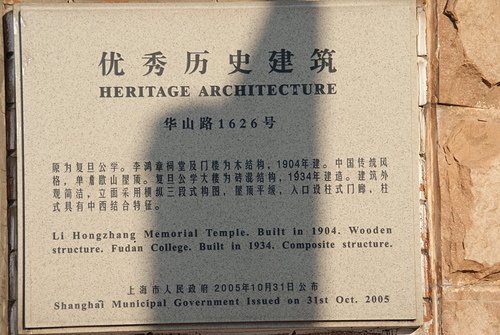 优秀历史建筑
HERITAGE ARCHITECTURE
华山路1626号
原为复旦公学。李鸿章祠堂及门楼为木结构，1904年建。中国传统风
格，单檐歇山屋顶。复旦公学大楼为砖混结构，1934年建造。建筑外
观简洁，立面采用横纵三段式构图，屋顶平缓，入口设柱式门廊，柱
式具有中西结合特征。
Li Hongzhang Memorial Temple. Built in 1904. Wooden
structure. Fudan College. Built in 1934. Composite structure.
上海市人民政府 2005年10月31日公布
Shanghai Municipal Government Issued on 31st Oct. 2005